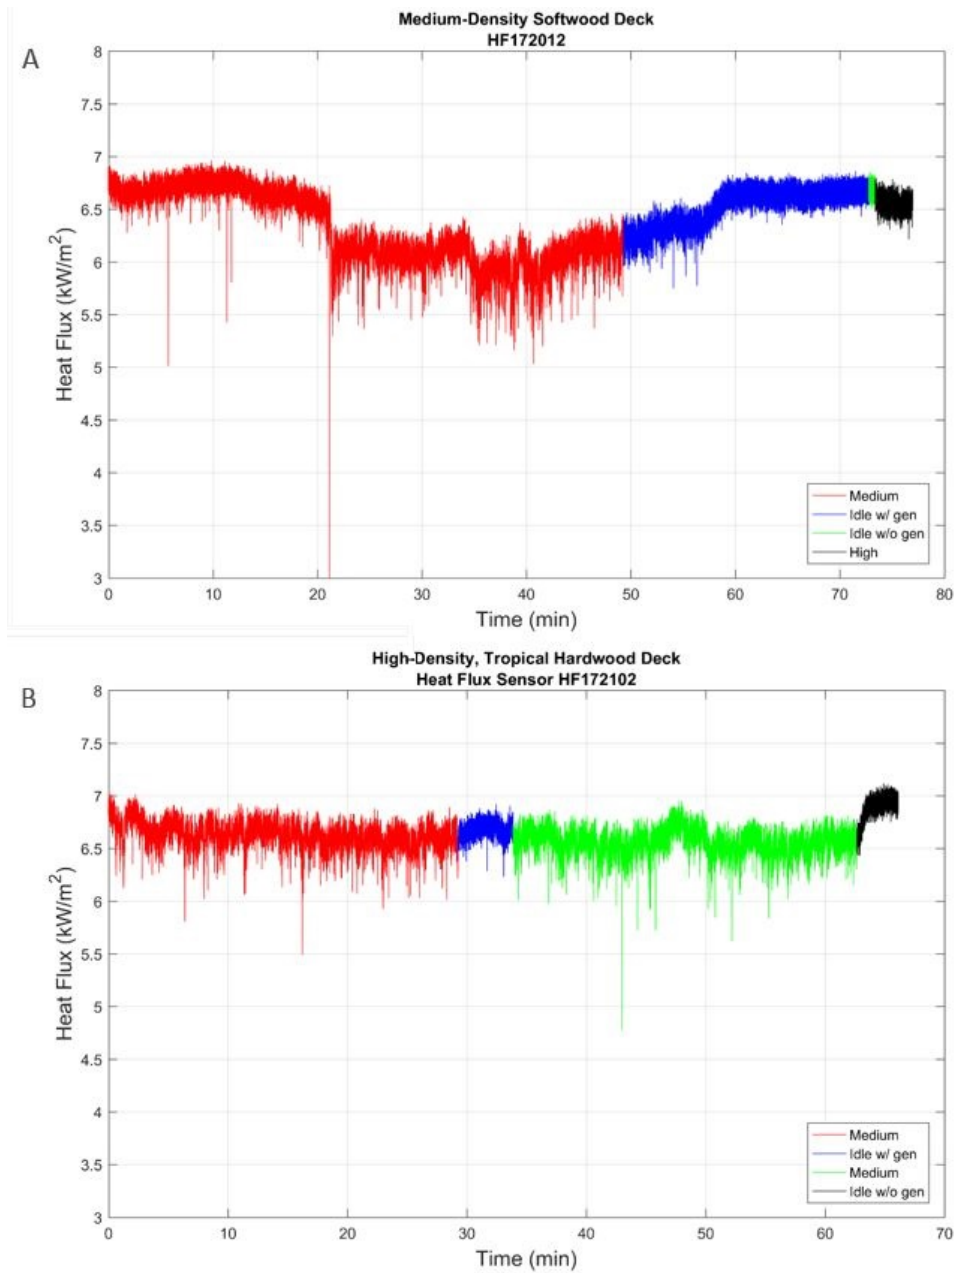 Medium-Density Softwood Deck
HF172012
A
8
7.5
7
6.5
6
5.5
5
4.5
4
3.5
3
Heat Flux (kW/m²)
Medium
Idle w/ gen
Idle w/o gen
High
0 10 20 30 40 50 60 70 80
Time (min)
High-Density, Tropical Hardwood Deck
Heat Flux Sensor HF172102
B
8
7.5
7
6.5
6
5.5
5
4.5
4
3.5
3
Heat Flux (kW/m²)
Medium
Idle w/ gen
Medium
Idle w/o gen
0 10 20 30 40 50 60 70
Time (min)